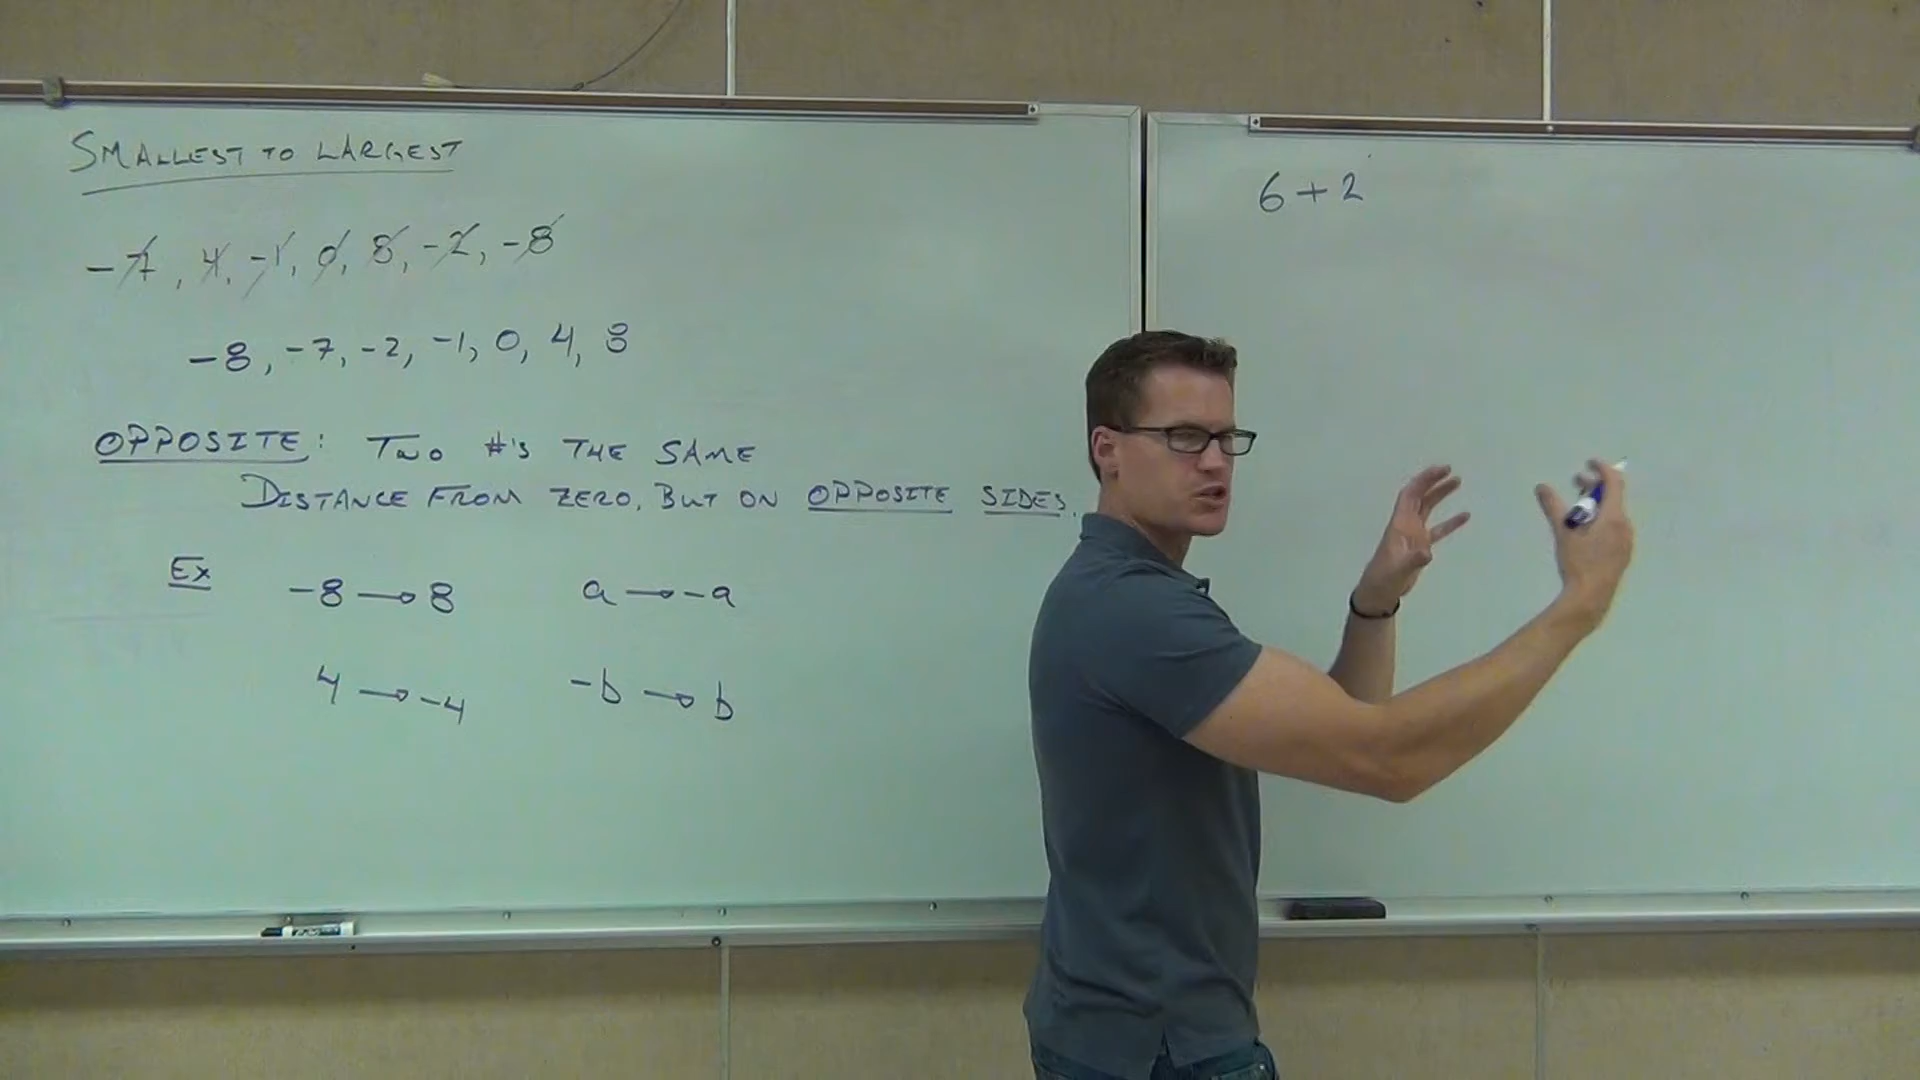 SMALLEST TO LARGEST
-7, 4, -1, 0, 8, -2, -8
-8, -7, -2, -1, 0, 4, 8
OPPOSITE: TWO #'S THE SAME
DISTANCE FROM ZERO, BUT ON OPPOSITE SIDES.
EX -8 → 8 a → -a
4 → -4 -b → b
6 + 2